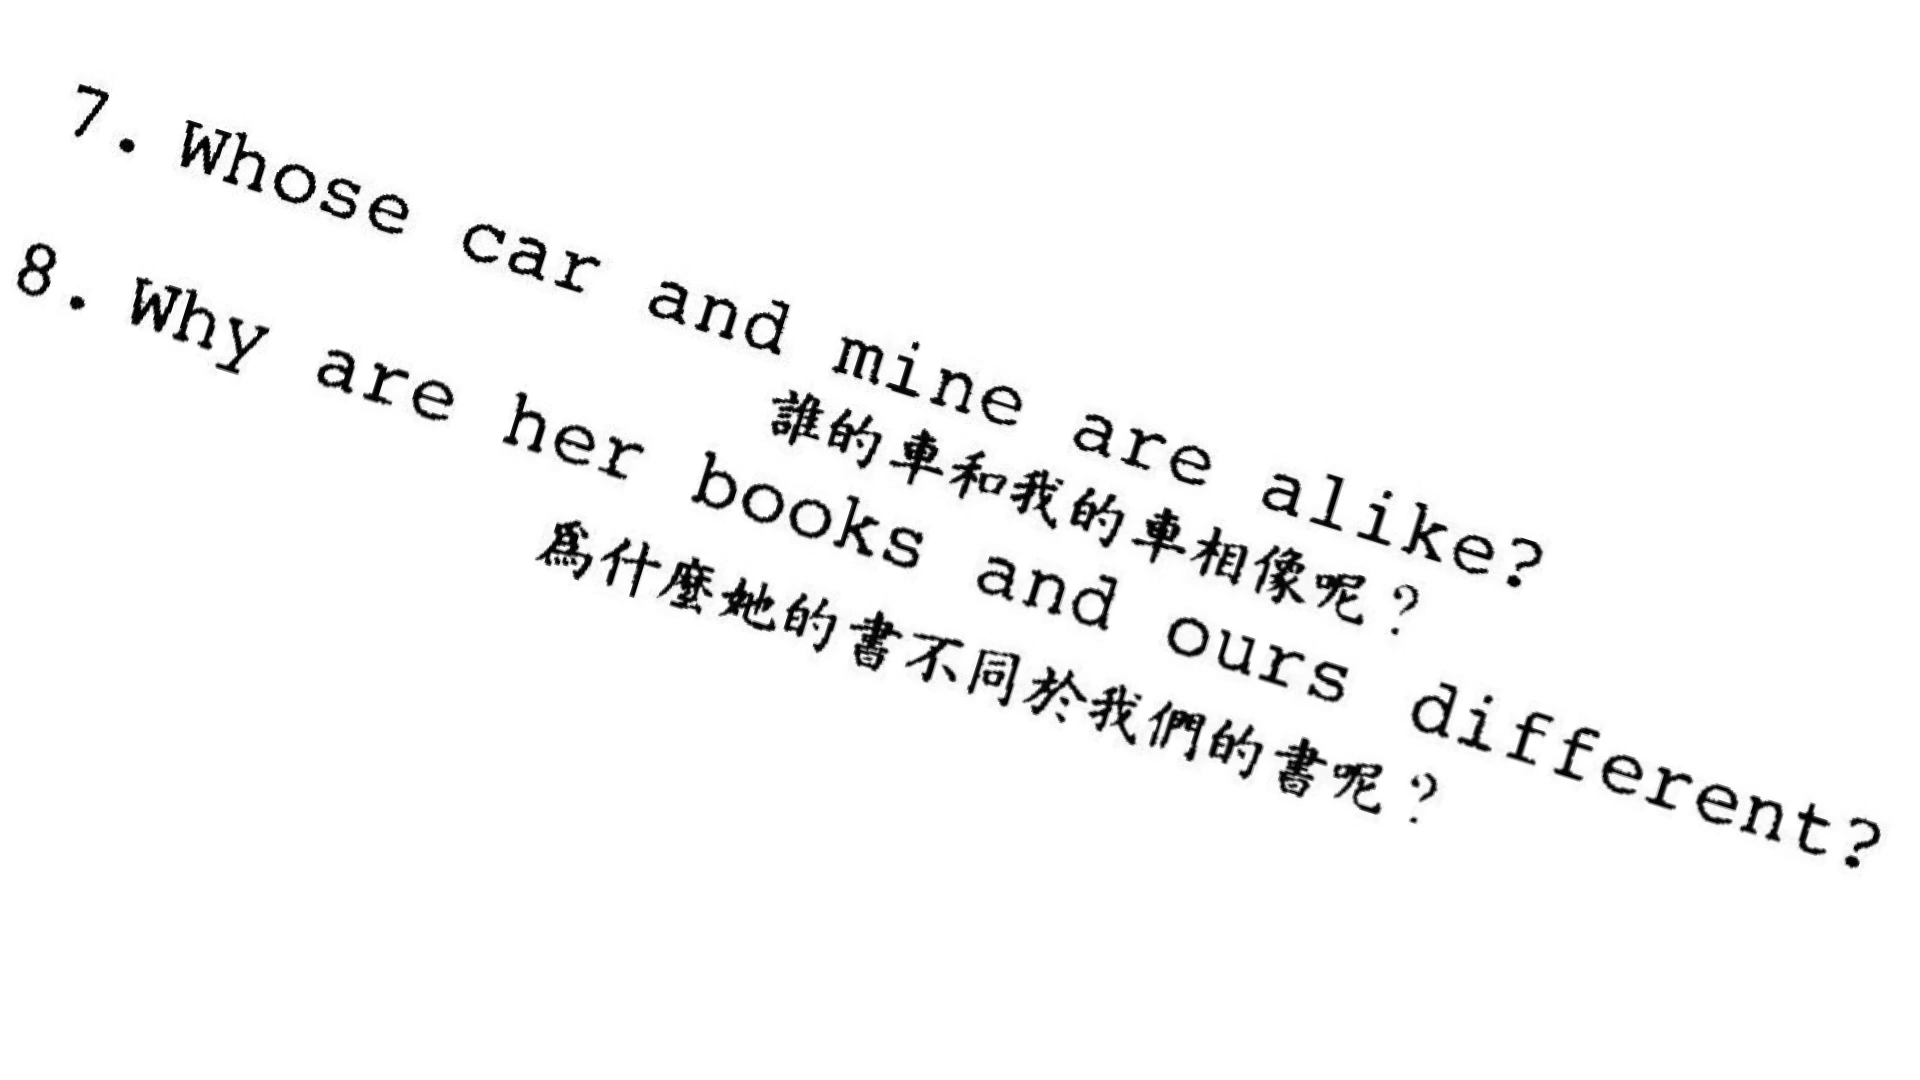 7. Whose car and mine are alike?
誰的車和我的車相像呢？
8. Why are her books and ours different?
爲什麼她的書不同於我們的書呢？